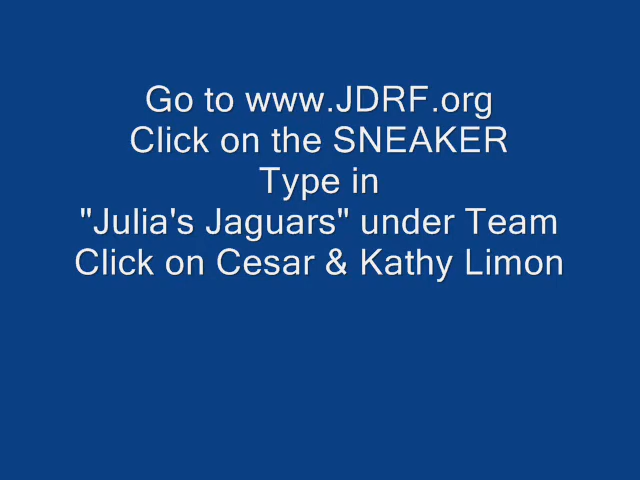 Go to www.JDRF.org
Click on the SNEAKER
Type in
"Julia's Jaguars" under Team
Click on Cesar & Kathy Limon